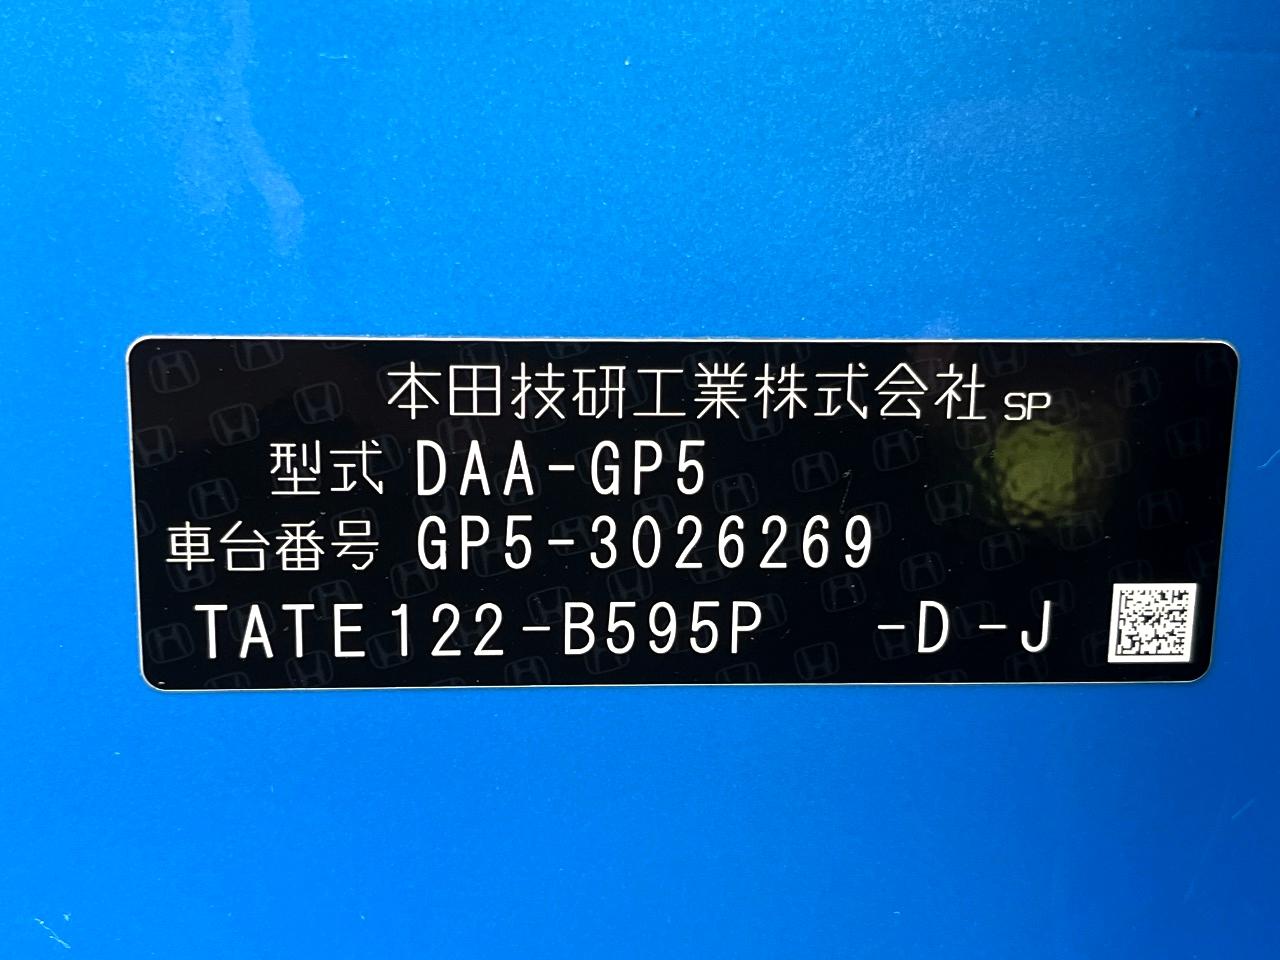 本田技研工業株式会社 SP
型式 DAA-GP5
車台番号 GP5-3026269
TATE122-B595P -D-J